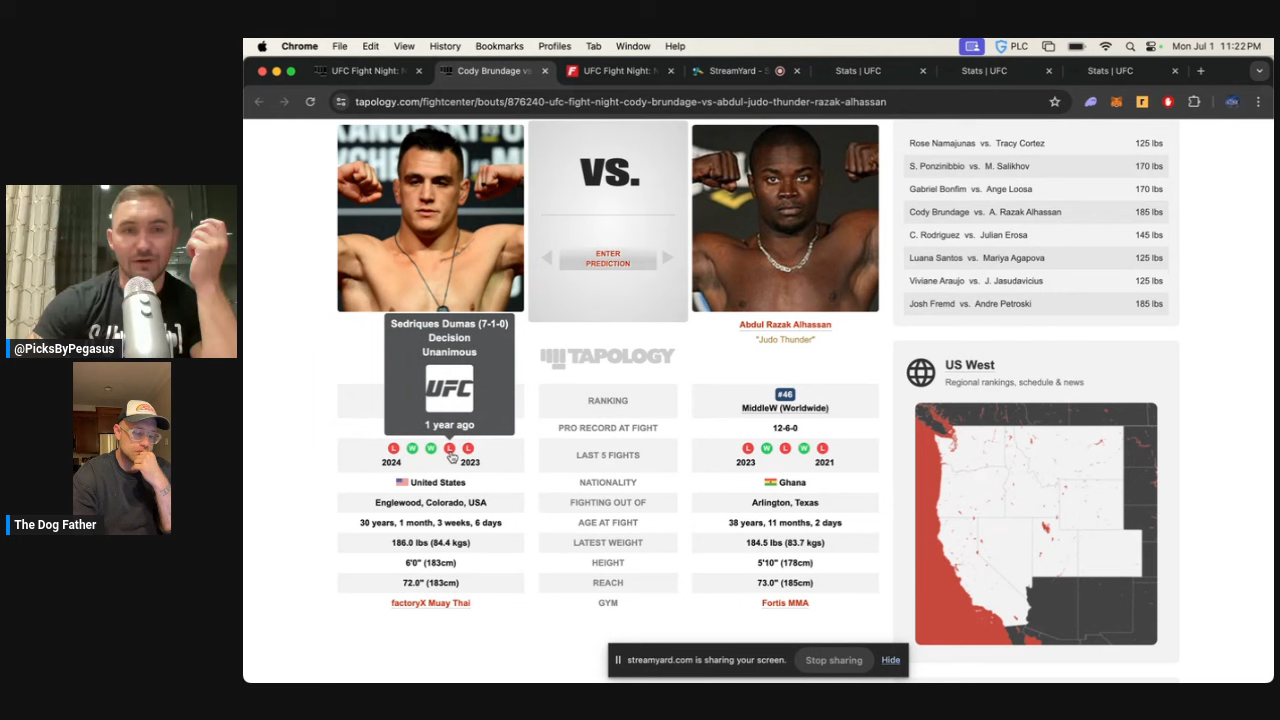 Chrome File Edit View History Bookmarks Profiles Tab Window Help PLC Mon Jul 1 11:22 PM
UFC Fight Night: Cody Brundage vs UFC Fight Night: StreamYard - S Stats | UFC Stats | UFC Stats | UFC
tapology.com/fightcenter/bouts/876240-ufc-fight-night-cody-brundage-vs-abdul-judo-thunder-razak-alhassan
VS.
ENTER
PREDICTION
Sedriques Dumas (7-1-0)
Decision
Unanimous
UFC
1 year ago
Abdul Razak Alhassan
"Judo Thunder"
TAPOLOGY
#46
RANKING
MiddleW (Worldwide)
PRO RECORD AT FIGHT 12-6-0
L W W L L LAST 5 FIGHTS L W L W L
2024 2023 2023 2021
United States NATIONALITY Ghana
Englewood, Colorado, USA FIGHTING OUT OF Arlington, Texas
30 years, 1 month, 3 weeks, 6 days AGE AT FIGHT 38 years, 11 months, 2 days
186.0 lbs (84.4 kgs) LATEST WEIGHT 184.5 lbs (83.7 kgs)
6'0" (183cm) HEIGHT 5'10" (178cm)
72.0" (183cm) REACH 73.0" (185cm)
factoryX Muay Thai GYM Fortis MMA
Rose Namajunas vs. Tracy Cortez 125 lbs
S. Ponzinibbio vs. M. Salikhov 170 lbs
Gabriel Bonfim vs. Ange Loosa 170 lbs
Cody Brundage vs. A. Razak Alhassan 185 lbs
C. Rodriguez vs. Julian Erosa 145 lbs
Luana Santos vs. Mariya Agapova 125 lbs
Viviane Araujo vs. J. Jasudavicius 125 lbs
Josh Fremd vs. Andre Petroski 185 lbs
US West
Regional rankings, schedule & news
streamyard.com is sharing your screen. Stop sharing Hide
@PicksByPegasus
The Dog Father